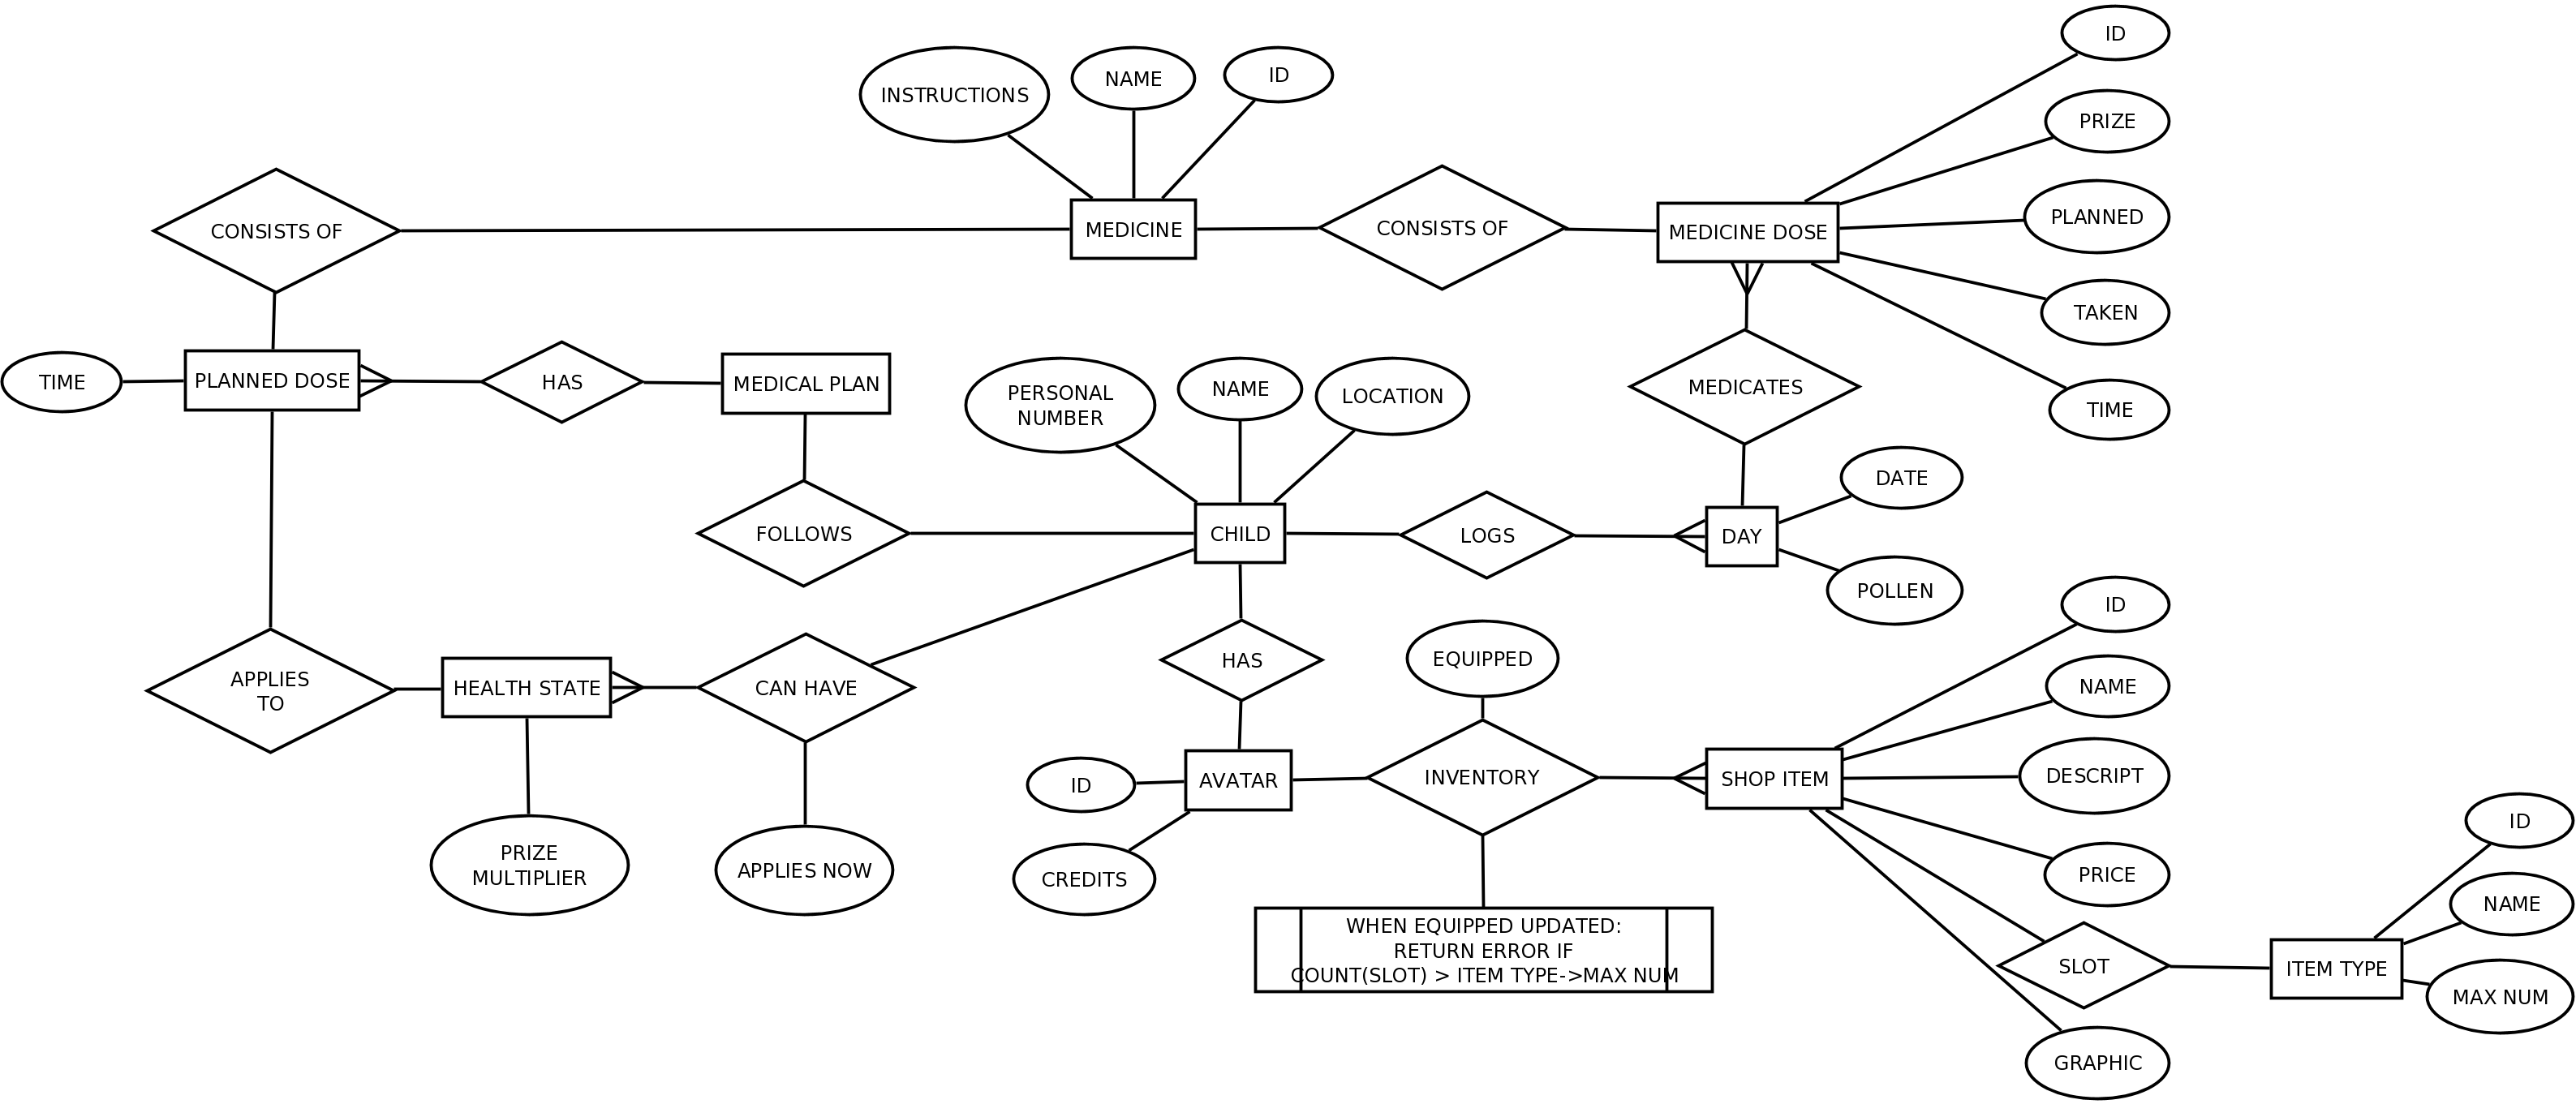 ID
INSTRUCTIONS
NAME
ID
PRIZE
CONSISTS OF
MEDICINE
CONSISTS OF
MEDICINE DOSE
PLANNED
TAKEN
TIME
PLANNED DOSE
HAS
MEDICAL PLAN
PERSONAL
NUMBER
NAME
LOCATION
MEDICATES
TIME
FOLLOWS
CHILD
LOGS
DAY
DATE
POLLEN
APPLIES
TO
HEALTH STATE
CAN HAVE
HAS
EQUIPPED
ID
NAME
ID
AVATAR
INVENTORY
SHOP ITEM
DESCRIPT
PRIZE
MULTIPLIER
APPLIES NOW
CREDITS
PRICE
ID
NAME
WHEN EQUIPPED UPDATED:
RETURN ERROR IF
COUNT(SLOT) > ITEM TYPE->MAX NUM
SLOT
ITEM TYPE
MAX NUM
GRAPHIC